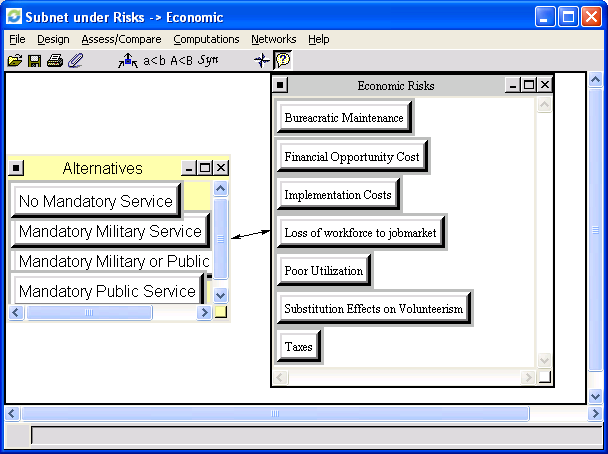 Subnet under Risks -> Economic
File Design Assess/Compare Computations Networks Help
a<b A<B Syn ?
Economic Risks
Bureacratic Maintenance
Financial Opportunity Cost
Implementation Costs
Loss of workforce to jobmarket
Poor Utilization
Substitution Effects on Volunteerism
Taxes
Alternatives
No Mandatory Service
Mandatory Military Service
Mandatory Military or Public
Mandatory Public Service